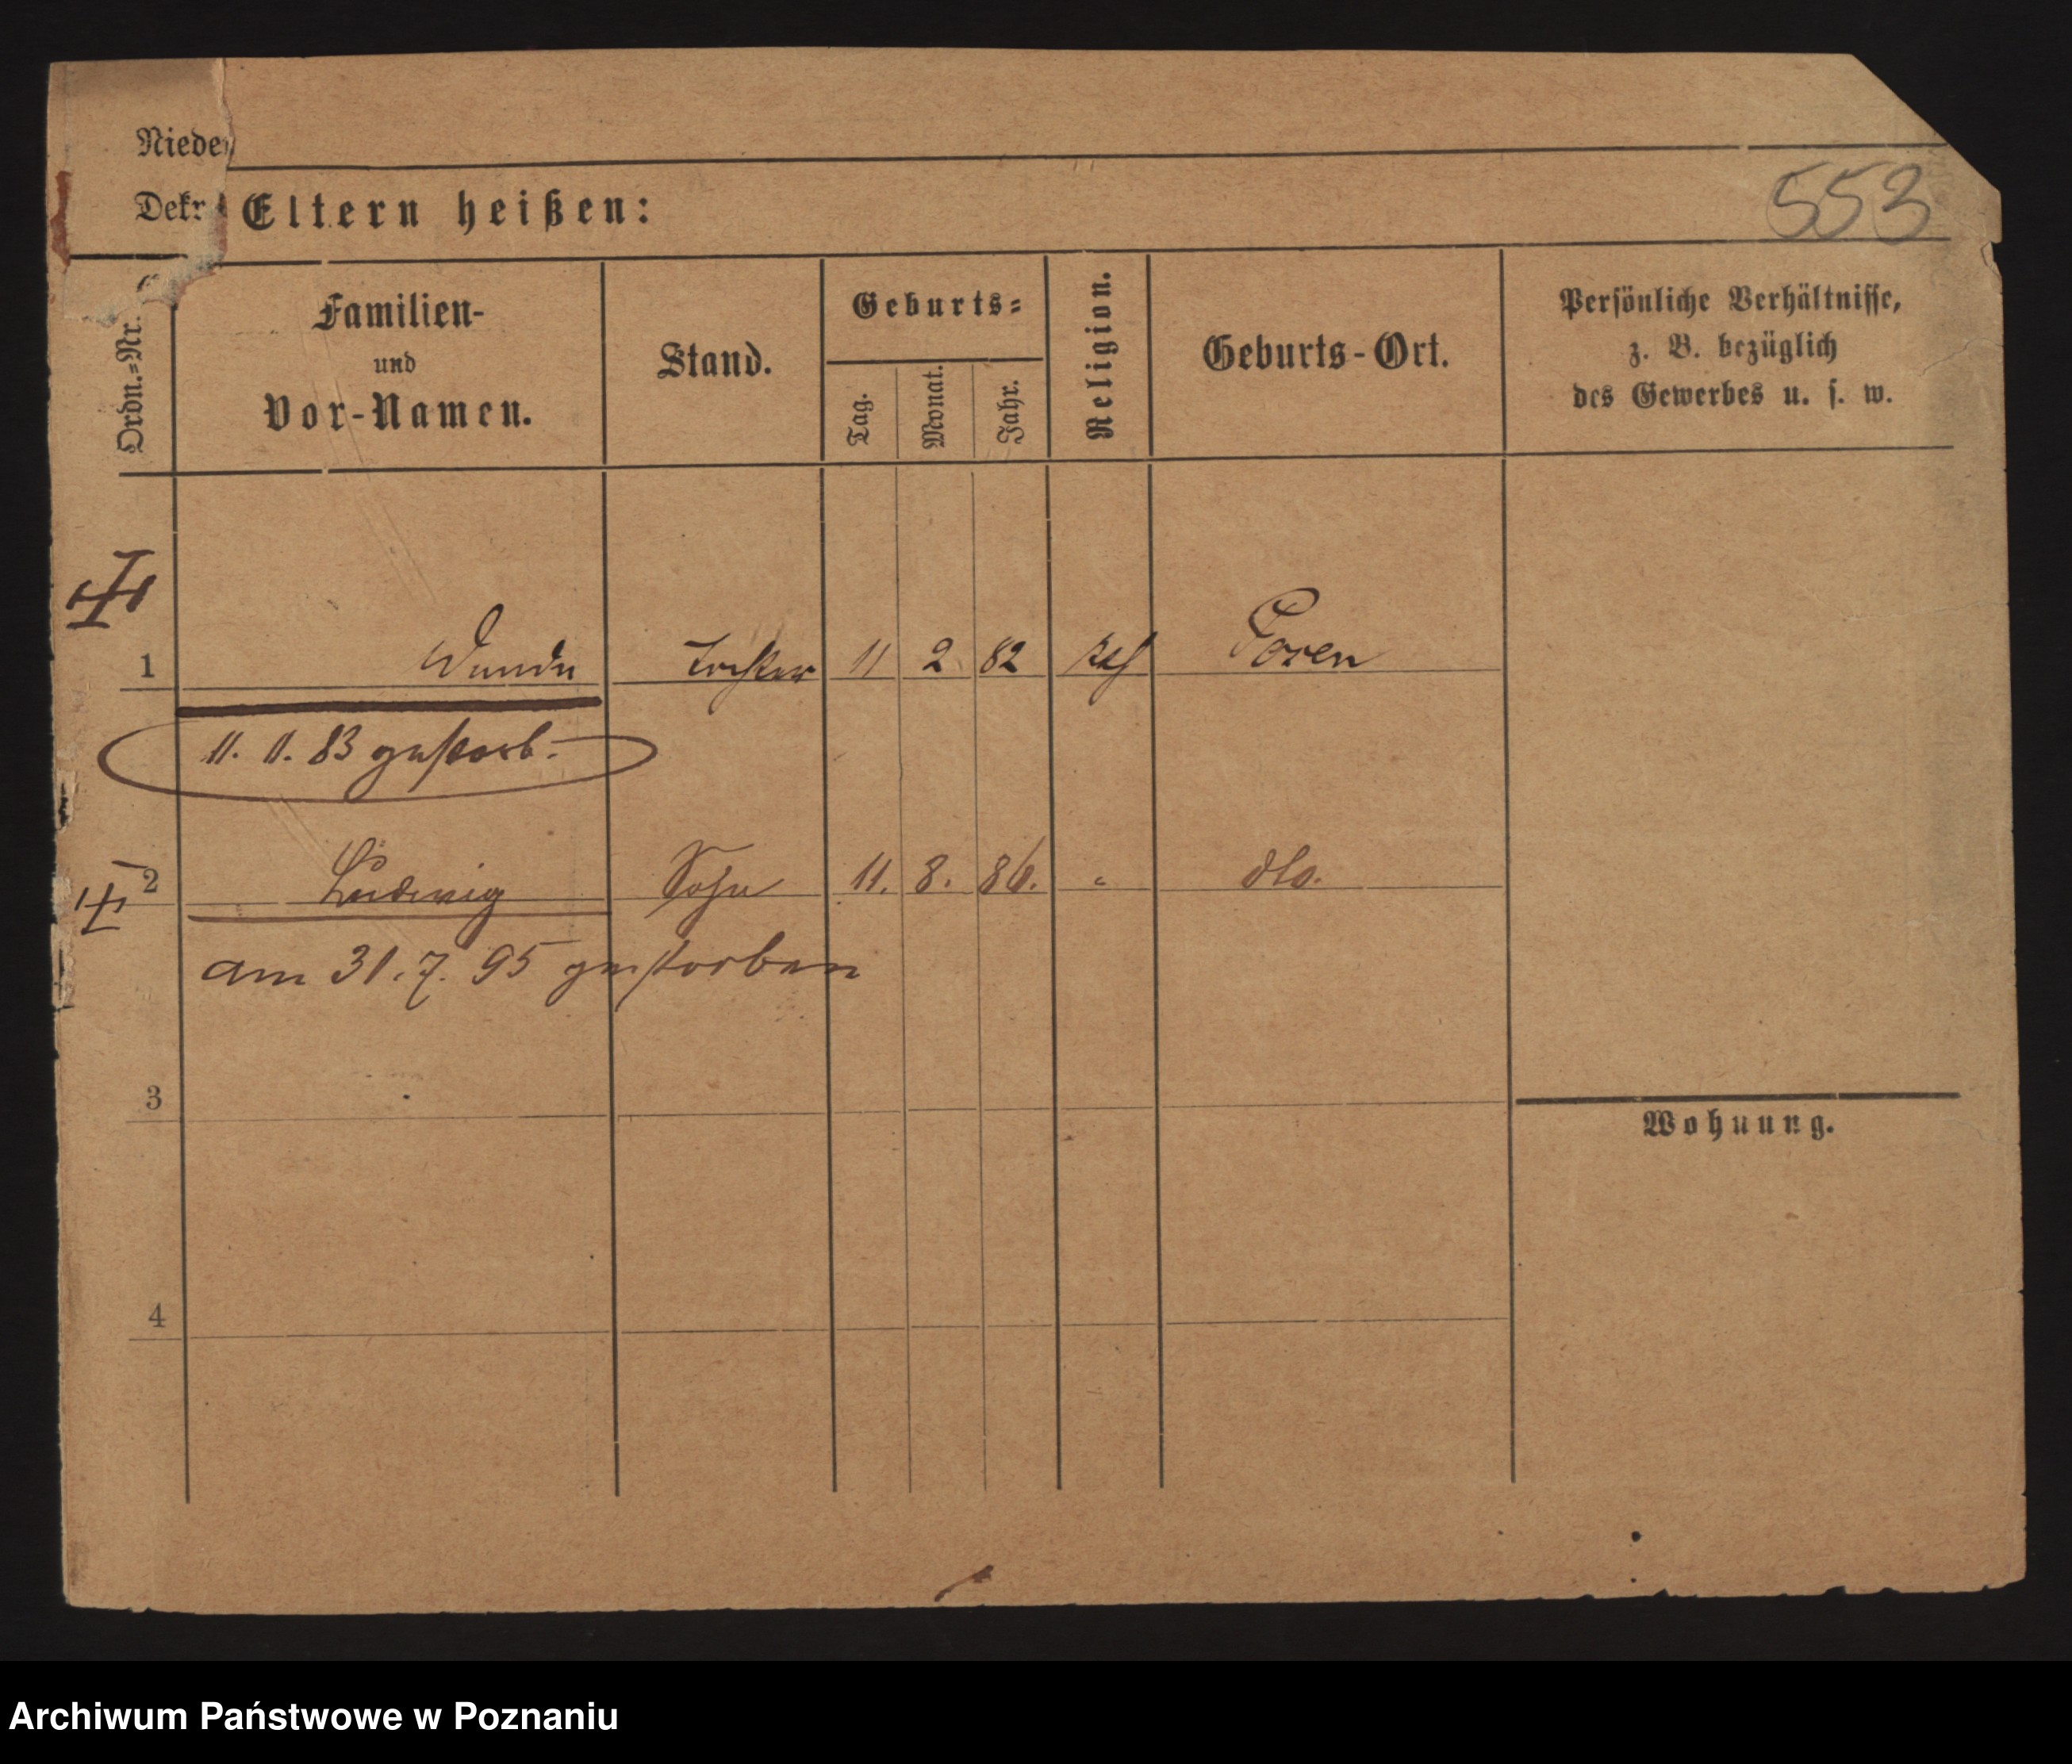 Niede
Dekr
Eltern heißen:
553
Ordn.=Nr.
Familien-
und
Vor-Namen.
Stand.
Geburts=
Tag.
Monat.
Jahr.
Religion.
Geburts-Ort.
Persönliche Verhältnisse,
z. B. bezüglich
des Gewerbes u. s. w.
1 Wanda Tochter 11 2 82 Posen
11. 11. 83 gestorb.
2 Ludwig Sohn 11. 8. 86. " dto.
am 31. 7. 95 gestorben
3
Wohnung.
4
Archiwum Państwowe w Poznaniu